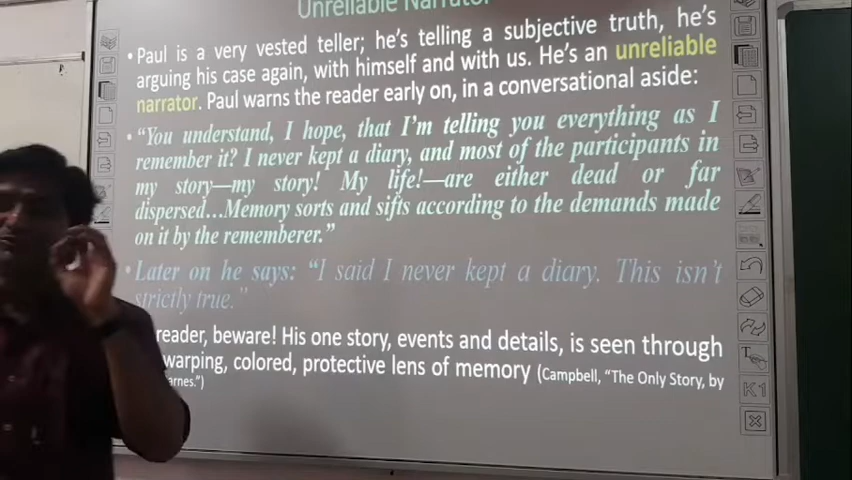 Unreliable Narrator
• Paul is a very vested teller; he's telling a subjective truth, he's
arguing his case again, with himself and with us. He's an unreliable
narrator. Paul warns the reader early on, in a conversational aside:
• “You understand, I hope, that I'm telling you everything as I
remember it? I never kept a diary, and most of the participants in
my story—my story! My life!—are either dead or far
dispersed...Memory sorts and sifts according to the demands made
on it by the rememberer.”
• Later on he says: “I said I never kept a diary. This isn't
strictly true.”
reader, beware! His one story, events and details, is seen through
warping, colored, protective lens of memory (Campbell, “The Only Story, by
arnes.”)
T
K1